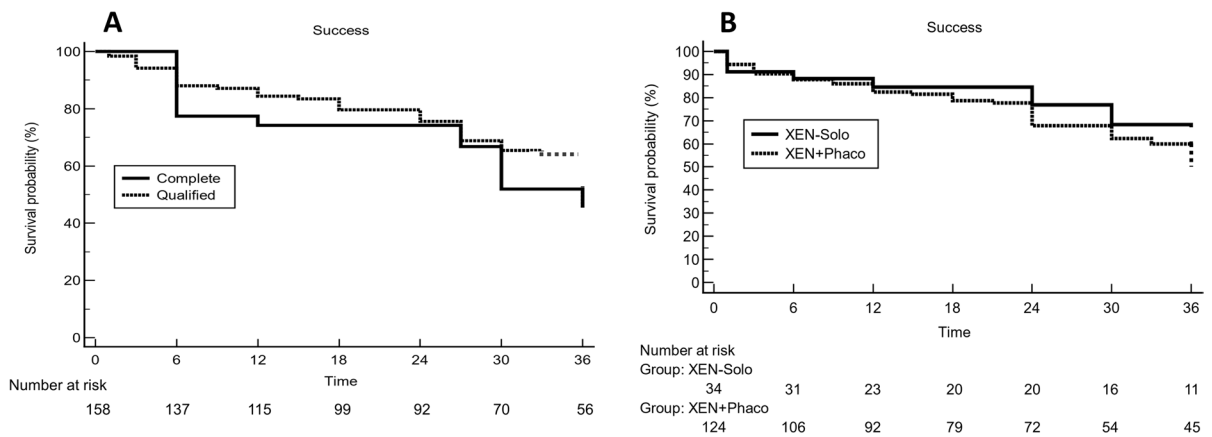 A
Success
Survival probability (%)
100
80
60
40
20
0
Complete
Qualified
0 6 12 18 24 30 36
Time
Number at risk
158 137 115 99 92 70 56
B
Success
Survival probability (%)
100
90
80
70
60
50
40
30
20
10
0
XEN-Solo
XEN+Phaco
0 6 12 18 24 30 36
Time
Number at risk
Group: XEN-Solo
34 31 23 20 20 16 11
Group: XEN+Phaco
124 106 92 79 72 54 45